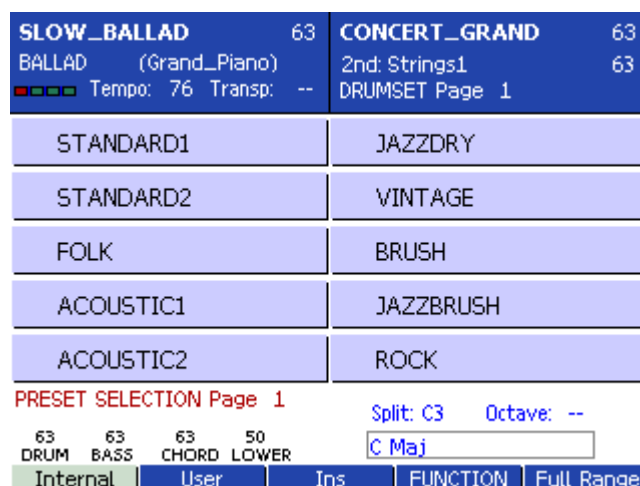 SLOW_BALLAD 63
BALLAD (Grand_Piano)
Tempo: 76 Transp: --
CONCERT_GRAND 63
2nd: Strings1 63
DRUMSET Page 1
STANDARD1 JAZZDRY
STANDARD2 VINTAGE
FOLK BRUSH
ACOUSTIC1 JAZZBRUSH
ACOUSTIC2 ROCK
PRESET SELECTION Page 1
Split: C3 Octave: --
63 63 63 50
DRUM BASS CHORD LOWER
C Maj
Internal User Ins FUNCTION Full Range